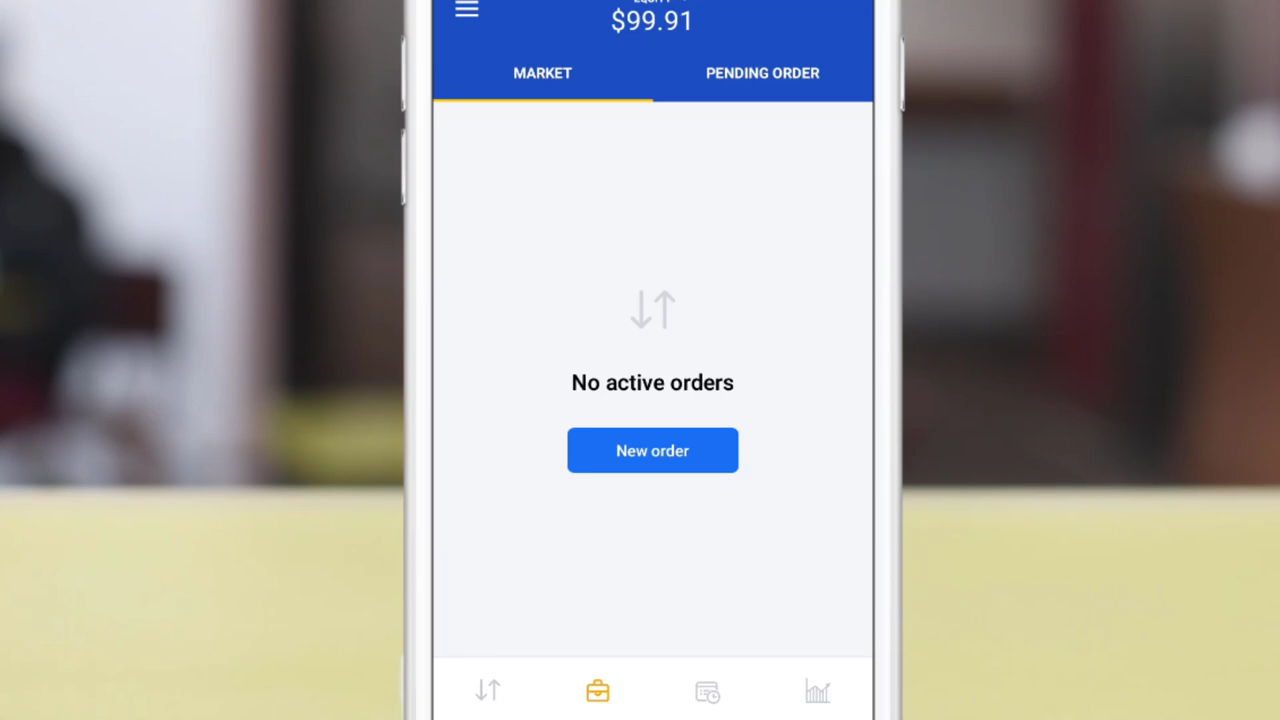 $99.91
MARKET
PENDING ORDER
No active orders
New order